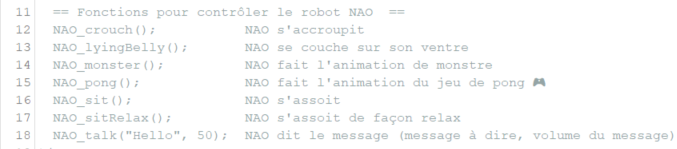 11 == Fonctions pour contrôler le robot NAO ==
12 NAO_crouch(); NAO s'accroupit
13 NAO_lyingBelly(); NAO se couche sur son ventre
14 NAO_monster(); NAO fait l'animation de monstre
15 NAO_pong(); NAO fait l'animation du jeu de pong 🎮
16 NAO_sit(); NAO s'assoit
17 NAO_sitRelax(); NAO s'assoit de façon relax
18 NAO_talk("Hello", 50); NAO dit le message (message à dire, volume du message)